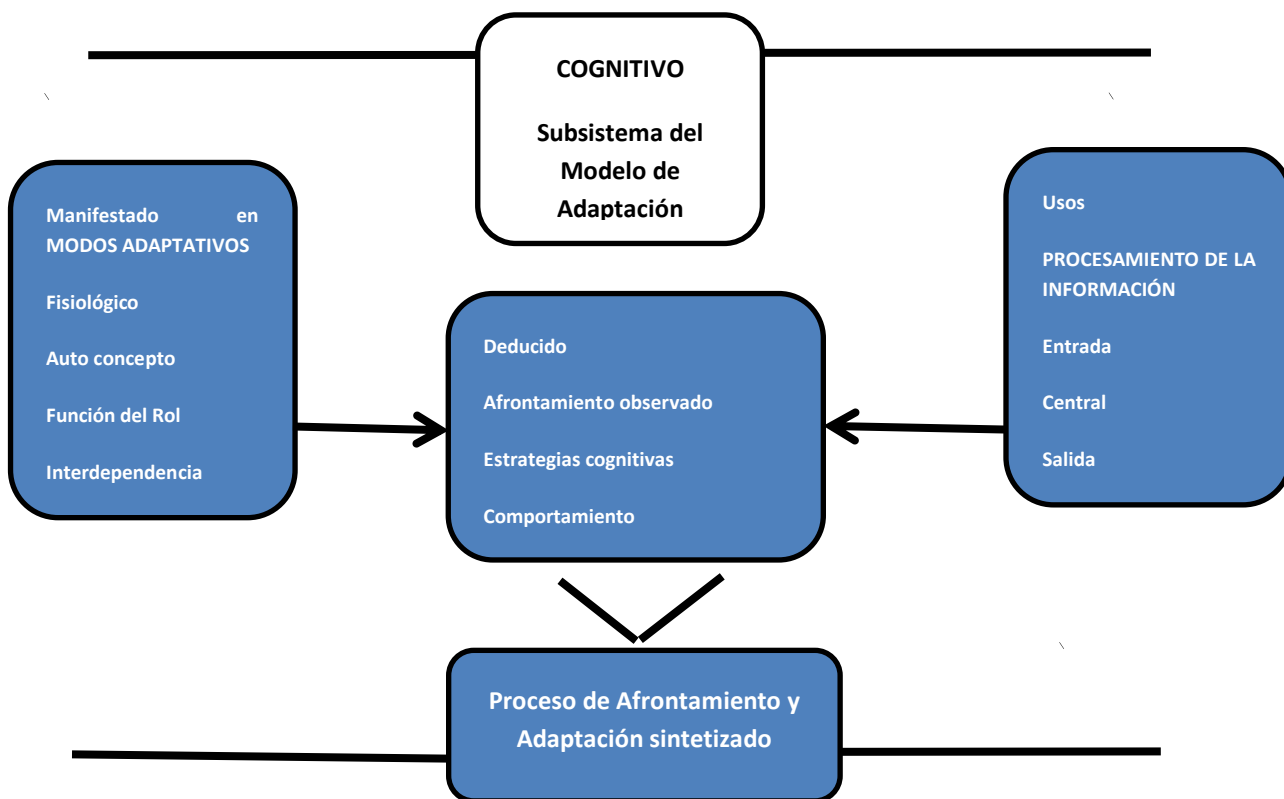 COGNITIVO
Subsistema del
Modelo de
Adaptación
Manifestado en
MODOS ADAPTATIVOS
Fisiológico
Auto concepto
Función del Rol
Interdependencia
Deducido
Afrontamiento observado
Estrategias cognitivas
Comportamiento
Usos
PROCESAMIENTO DE LA
INFORMACIÓN
Entrada
Central
Salida
Proceso de Afrontamiento y
Adaptación sintetizado